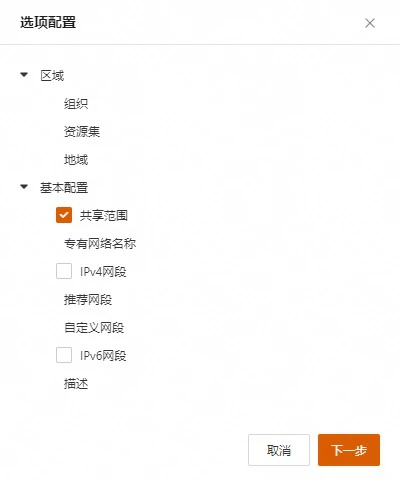 选项配置
区域
组织
资源集
地域
基本配置
共享范围
专有网络名称
IPv4网段
推荐网段
自定义网段
IPv6网段
描述
取消
下一步